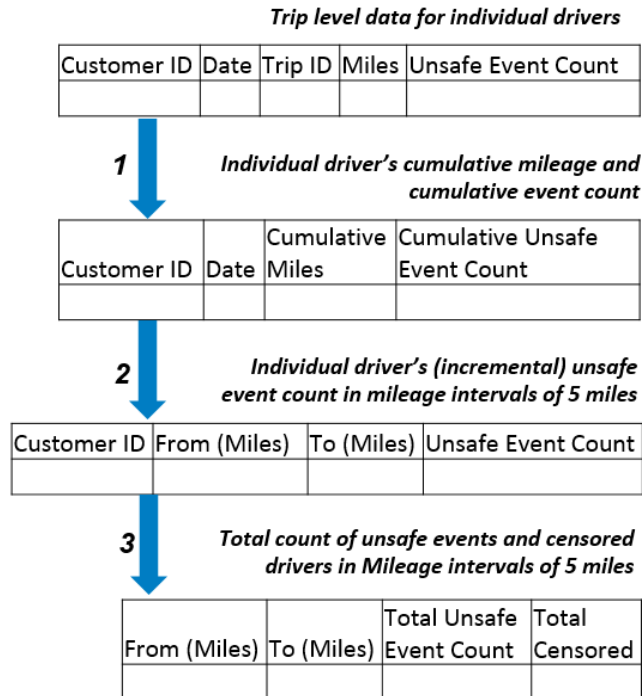 Trip level data for individual drivers
Customer ID Date Trip ID Miles Unsafe Event Count
1
Individual driver's cumulative mileage and
cumulative event count
Customer ID Date Cumulative Miles Cumulative Unsafe Event Count
2
Individual driver's (incremental) unsafe
event count in mileage intervals of 5 miles
Customer ID From (Miles) To (Miles) Unsafe Event Count
3
Total count of unsafe events and censored
drivers in Mileage intervals of 5 miles
From (Miles) To (Miles) Total Unsafe Event Count Total Censored